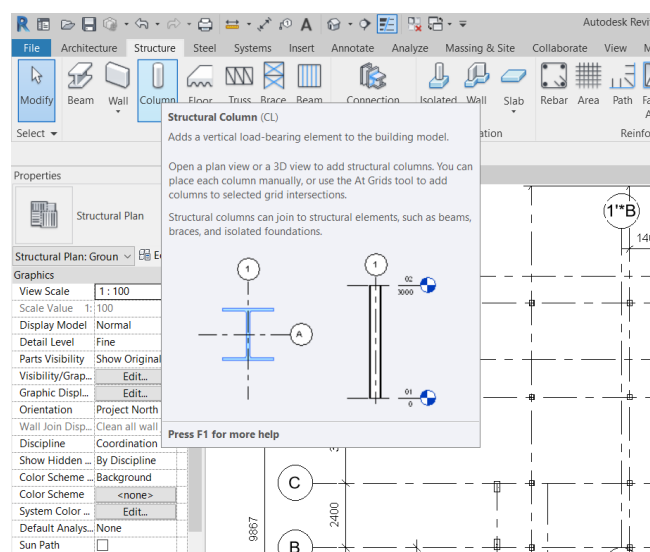 Autodesk Revi
File Architecture Structure Steel Systems Insert Annotate Analyze Massing & Site Collaborate View M
Modify Beam Wall Column Floor Truss Brace Beam Connection Isolated Wall Slab Rebar Area Path Fa
A
Select ation Reinfo
Structural Column (CL)
Adds a vertical load-bearing element to the building model.
Open a plan view or a 3D view to add structural columns. You can
place each column manually, or use the At Grids tool to add
columns to selected grid intersections.
Structural columns can join to structural elements, such as beams,
braces, and isolated foundations.
1
1
02
3000
A
01
0
Press F1 for more help
Properties
Structural Plan
Structural Plan: Groun E
Graphics
View Scale 1 : 100
Scale Value 1: 100
Display Model Normal
Detail Level Fine
Parts Visibility Show Original
Visibility/Grap... Edit...
Graphic Displ... Edit...
Orientation Project North
Wall Join Disp... Clean all wall
Discipline Coordination
Show Hidden ... By Discipline
Color Scheme ... Background
Color Scheme <none>
System Color ... Edit...
Default Analys... None
Sun Path
1'*B
140
C
2400
9867
B